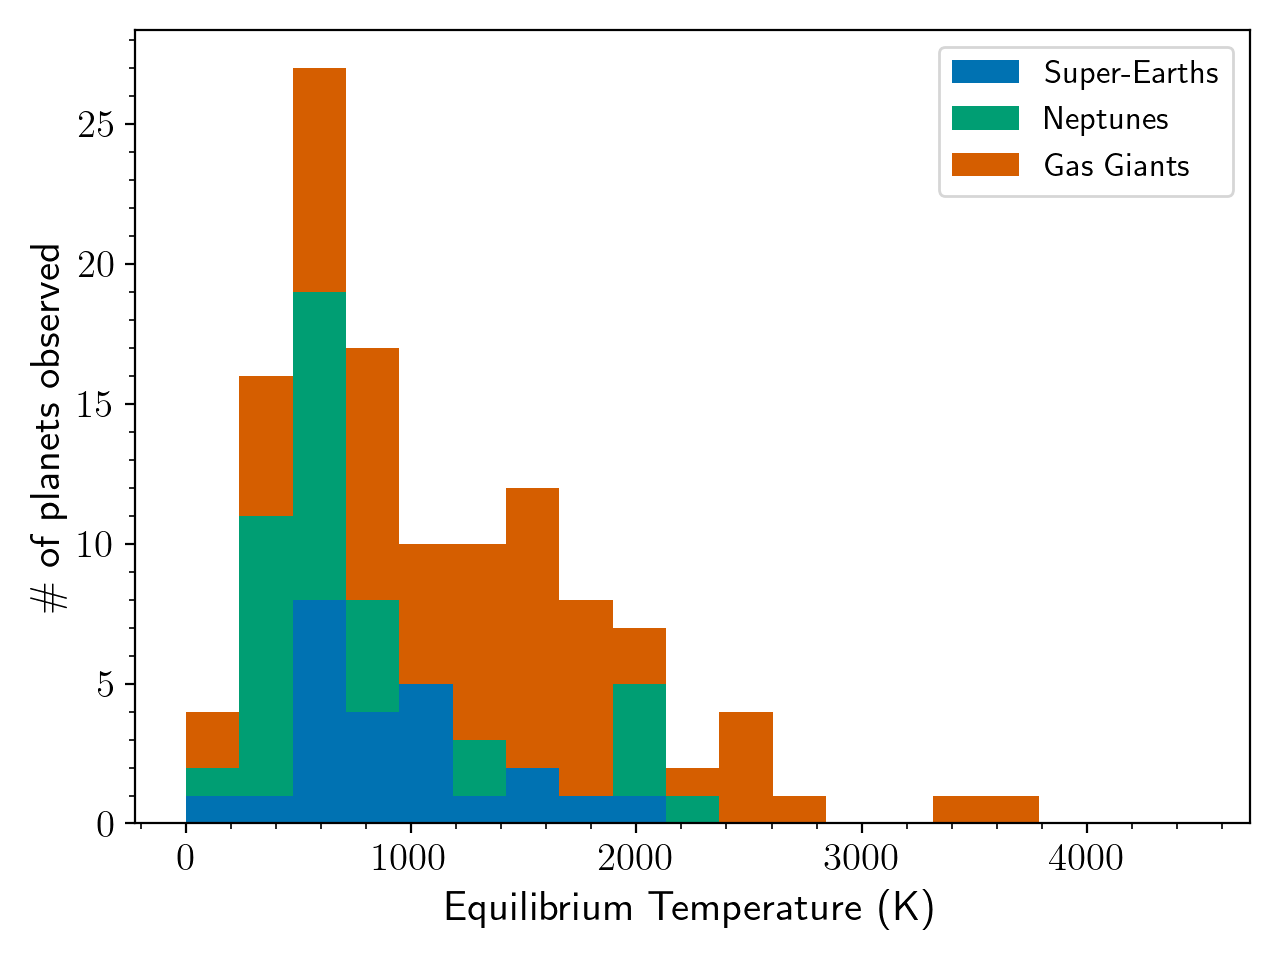 Super-Earths
Neptunes
Gas Giants
# of planets observed
25
20
15
10
5
0
0 1000 2000 3000 4000
Equilibrium Temperature (K)